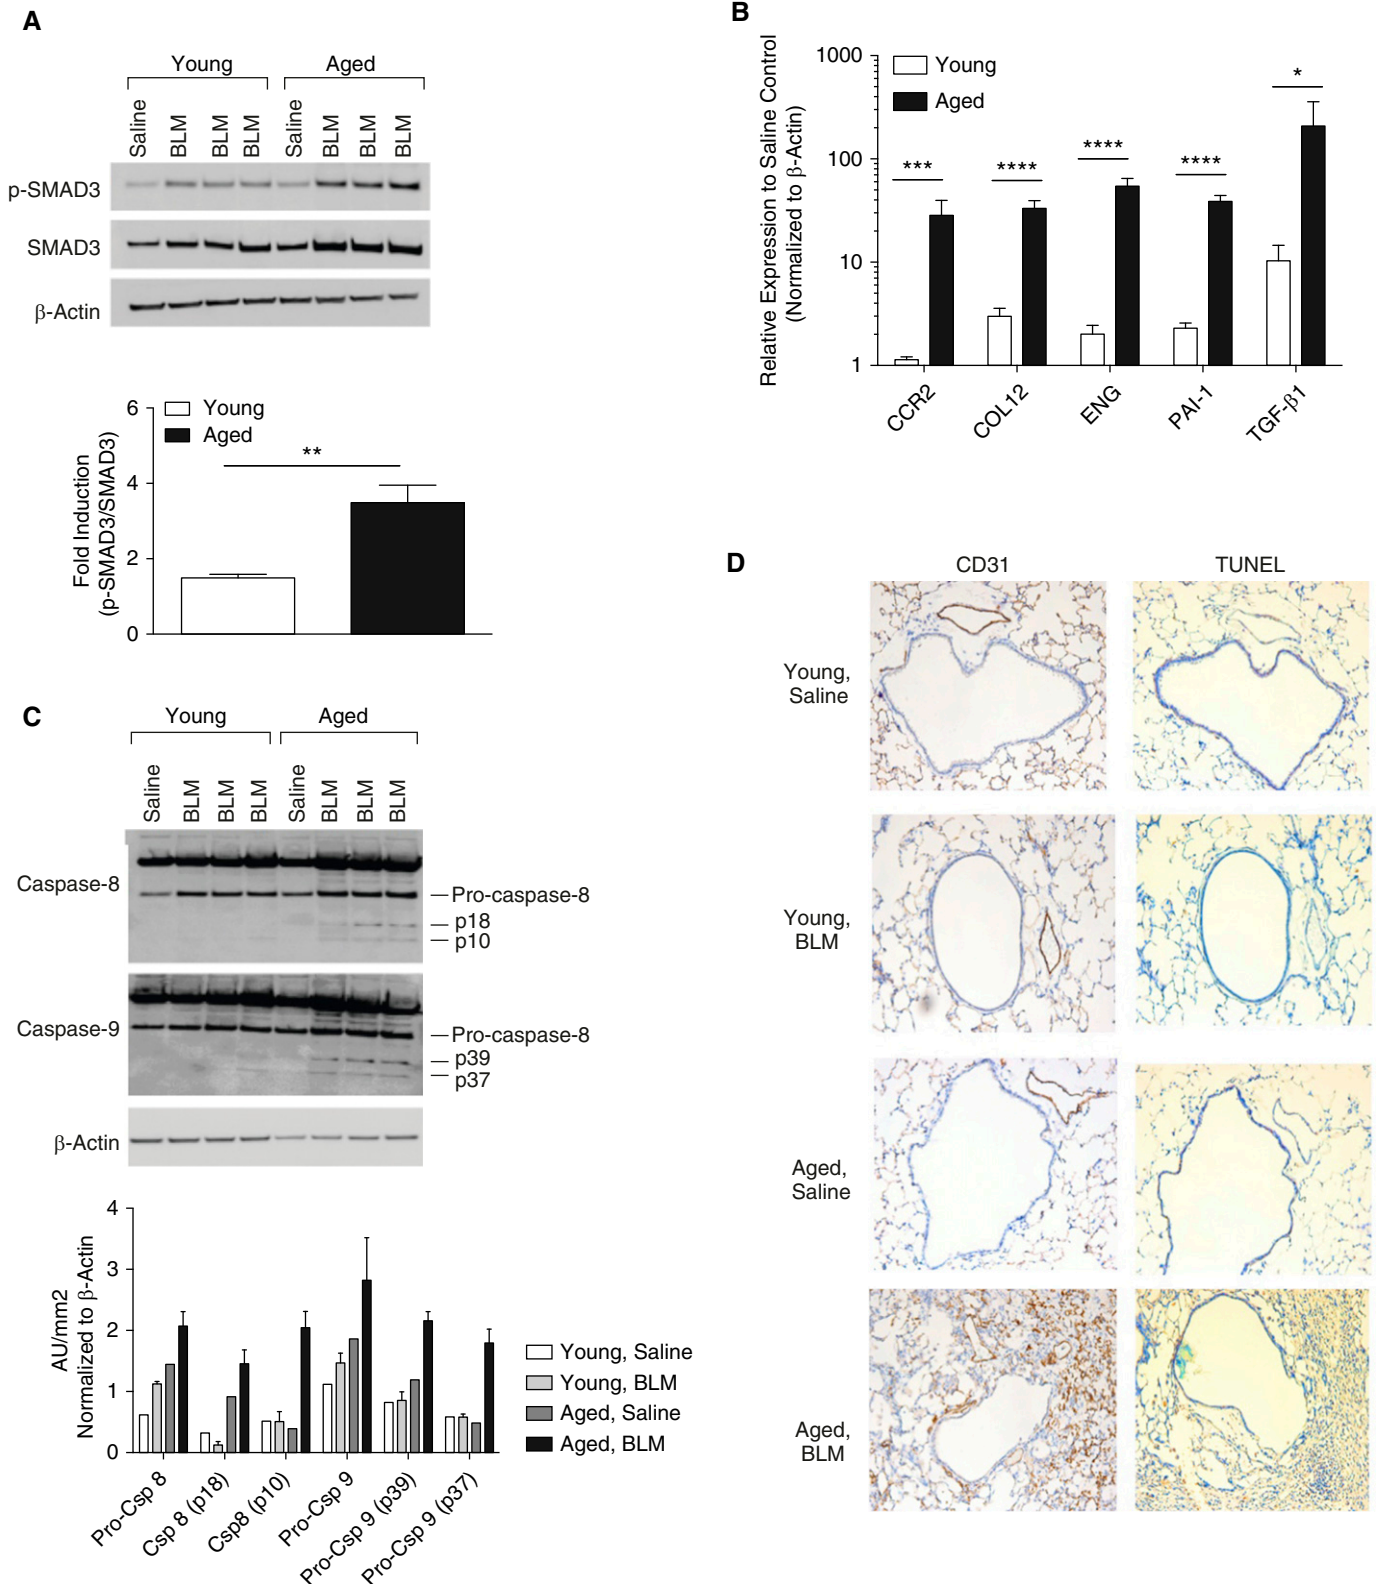 A
Young Aged
Saline BLM BLM BLM Saline BLM BLM BLM
p-SMAD3
SMAD3
β-Actin
6
4
2
0
Fold Induction
(p-SMAD3/SMAD3)
Young
Aged
**
B
Relative Expression to Saline Control
(Normalized to β-Actin)
1000
100
10
1
Young
Aged
*** **** **** **** *
CCR2 COL12 ENG PAI-1 TGF-β1
C
Young Aged
Saline BLM BLM BLM Saline BLM BLM BLM
Caspase-8
Pro-caspase-8
p18
p10
Caspase-9
Pro-caspase-8
p39
p37
β-Actin
4
3
2
1
0
AU/mm2
Normalized to β-Actin
Young, Saline
Young, BLM
Aged, Saline
Aged, BLM
Pro-Csp 8 Csp 8 (p18) Csp8 (p10) Pro-Csp 9 Pro-Csp 9 (p39) Pro-Csp 9 (p37)
D
CD31 TUNEL
Young,
Saline
Young,
BLM
Aged,
Saline
Aged,
BLM